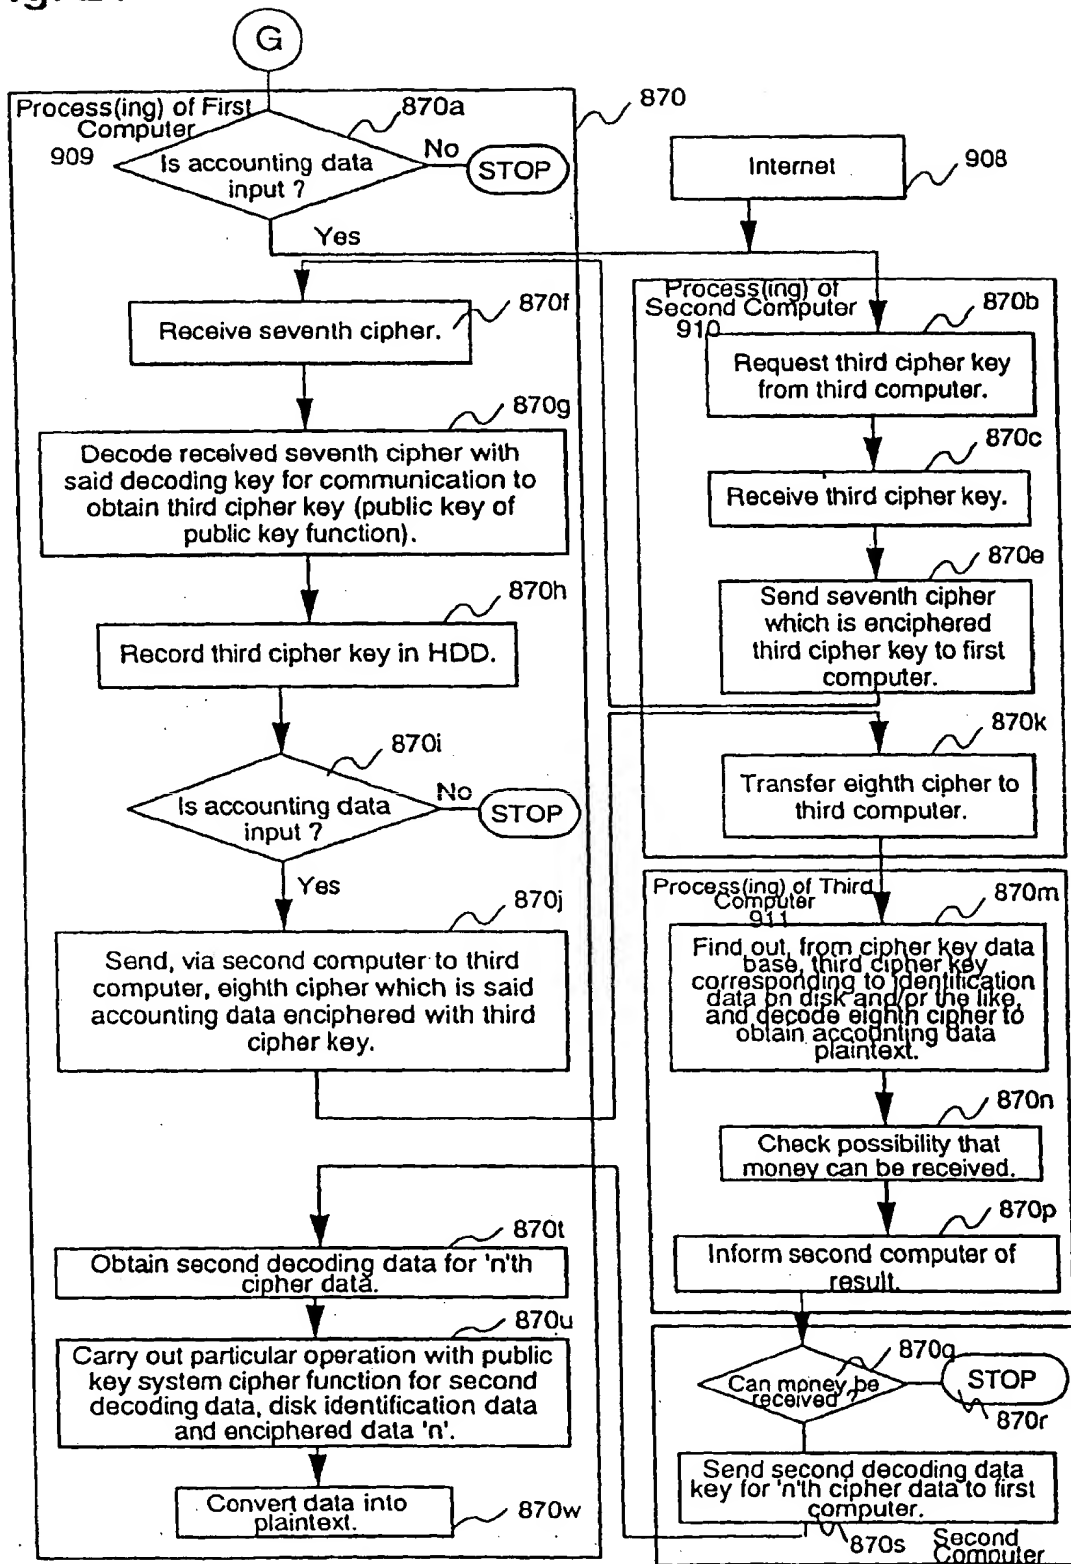 G
Process(ing) of First
Computer
909
870a
870
Is accounting data
input ?
No
STOP
Yes
Internet
908
Receive seventh cipher.
870f
Decode received seventh cipher with
said decoding key for communication to
obtain third cipher key (public key of
public key function).
870g
Record third cipher key in HDD.
870h
870i
Is accounting data
input ?
No
STOP
Yes
870j
Send, via second computer to third
computer, eighth cipher which is said
accounting data enciphered with third
cipher key.
Process(ing) of
Second Computer
910
870b
Request third cipher key
from third computer.
870c
Receive third cipher key.
870e
Send seventh cipher
which is enciphered
third cipher key to first
computer.
870k
Transfer eighth cipher to
third computer.
Process(ing) of Third
Computer
911
870m
Find out, from cipher key data
base, third cipher key
corresponding to identification
data on disk and/or the like,
and decode eighth cipher to
obtain accounting data
plaintext.
870n
Check possibility that
money can be received.
870p
Inform second computer of
result.
870q
Can money be
received ?
STOP
870r
Send second decoding data
key for 'n'th cipher data to first
computer.
870s
Second
Computer
870t
Obtain second decoding data for 'n'th
cipher data.
870u
Carry out particular operation with public
key system cipher function for second
decoding data, disk identification data
and enciphered data 'n'.
Convert data into
plaintext.
870w